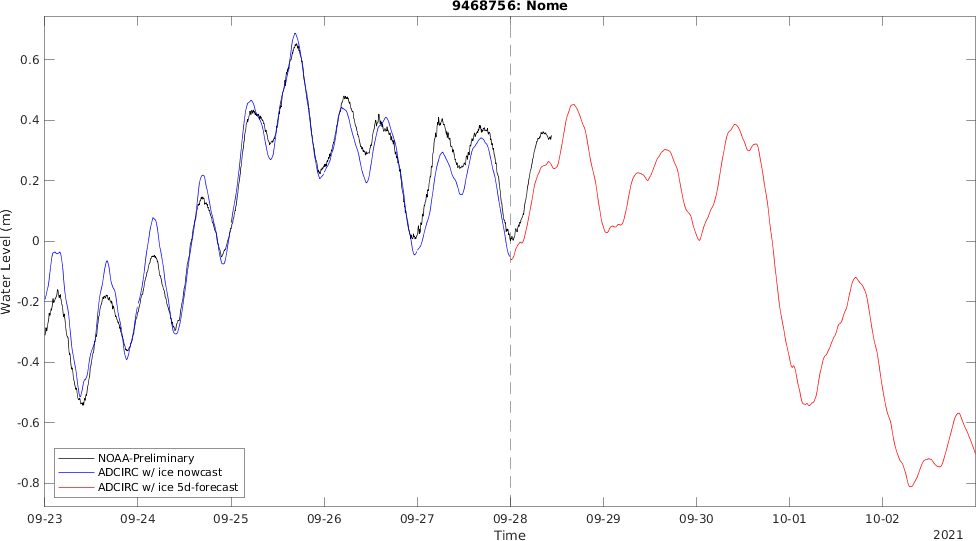 9468756: Nome
Water Level (m)
0.6
0.4
0.2
0
-0.2
-0.4
-0.6
-0.8
NOAA-Preliminary
ADCIRC w/ ice nowcast
ADCIRC w/ ice 5d-forecast
09-23 09-24 09-25 09-26 09-27 09-28 09-29 09-30 10-01 10-02
Time
2021